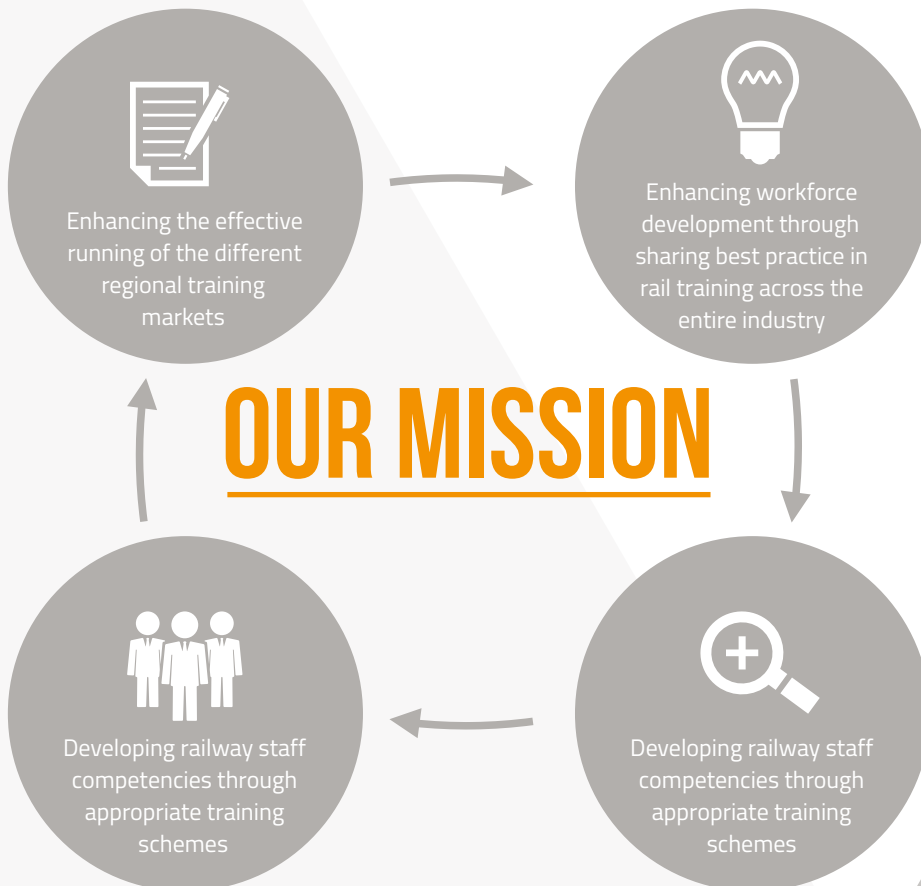 Enhancing the effective
running of the different
regional training
markets
Enhancing workforce
development through
sharing best practice in
rail training across the
entire industry
OUR MISSION
Developing railway staff
competencies through
appropriate training
schemes
Developing railway staff
competencies through
appropriate training
schemes